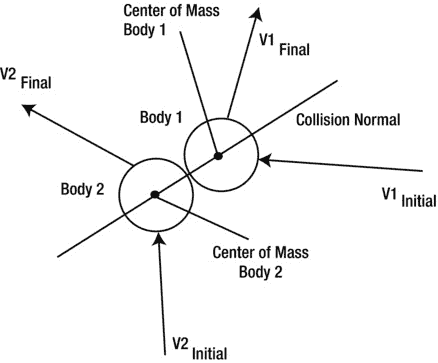 Center of Mass
Body 1
V1 Final
V2 Final
Body 1
Collision Normal
Body 2
V1 Initial
Center of Mass
Body 2
V2 Initial